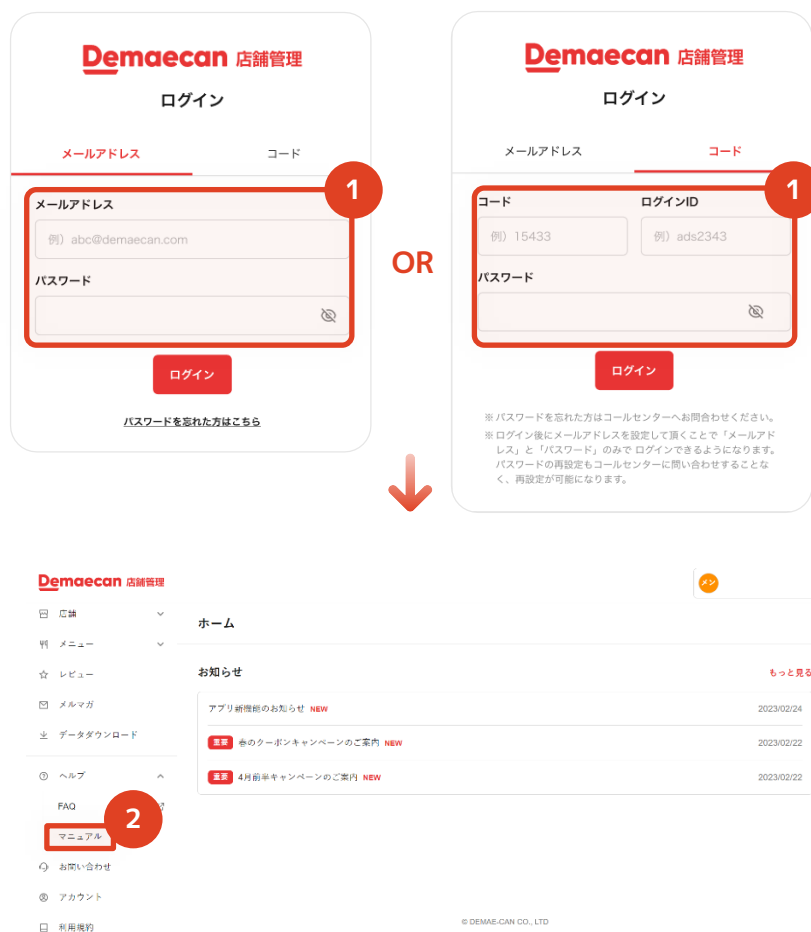 Demaecan 店舗管理
ログイン
メールアドレス コード
1
メールアドレス
例）abc@demaecan.com
パスワード
ログイン
パスワードを忘れた方はこちら
OR
Demaecan 店舗管理
ログイン
メールアドレス コード
1
コード ログインID
例）15433 例）ads2343
パスワード
ログイン
※ パスワードを忘れた方はコールセンターへお問合わせください。
※ ログイン後にメールアドレスを設定して頂くことで「メールアド
レス」と「パスワード」のみで ログインできるようになります。
パスワードの再設定もコールセンターに問い合わせすることな
く、再設定が可能になります。
Demaecan 店舗管理
メン
店舗
メニュー
レビュー
メルマガ
データダウンロード
ヘルプ
FAQ
2
マニュアル
お問い合わせ
アカウント
利用規約
ホーム
お知らせ もっと見る
アプリ新機能のお知らせ NEW 2023/02/24
重要 春のクーポンキャンペーンのご案内 NEW 2023/02/22
重要 4月前半キャンペーンのご案内 NEW 2023/02/22
© DEMAE-CAN CO., LTD